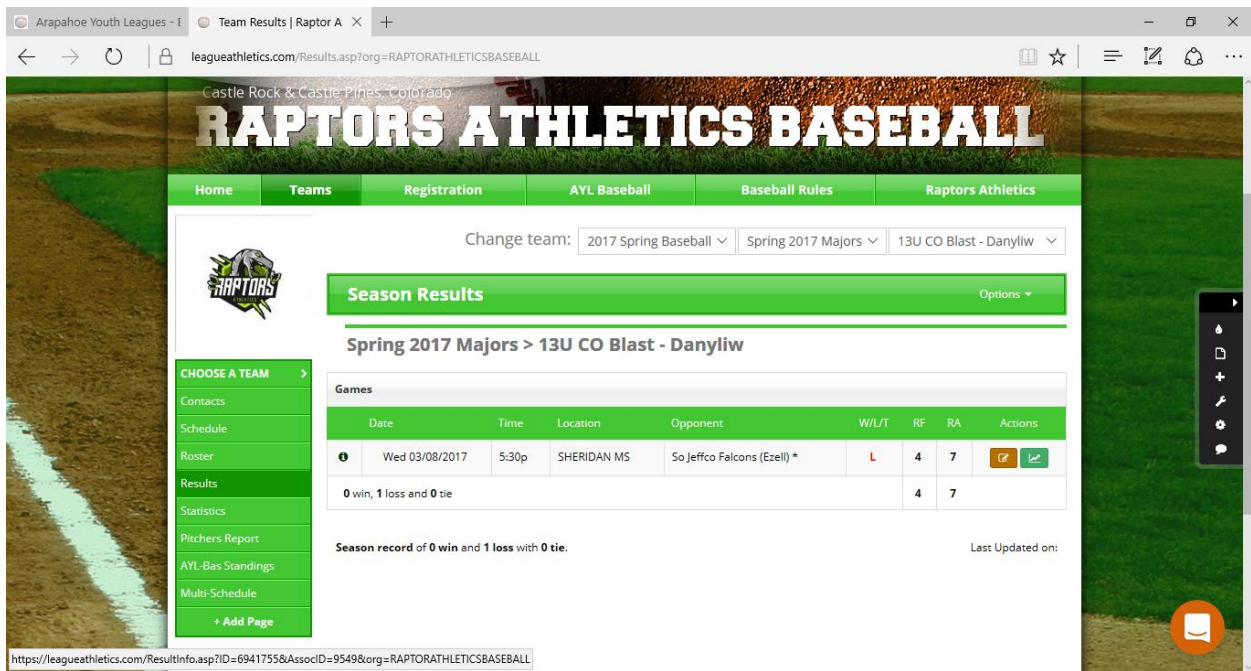 Arapahoe Youth Leagues - E
Team Results | Raptor A
leagueathletics.com/Results.asp?org=RAPTORATHLETICSBASEBALL
Castle Rock & Castle Pines, Colorado
RAPTORS ATHLETICS BASEBALL
Home Teams Registration AYL Baseball Baseball Rules Raptors Athletics
Change team: 2017 Spring Baseball Spring 2017 Majors 13U CO Blast - Danyliw
RAPTORS
ATHLETICS
Season Results Options
Spring 2017 Majors > 13U CO Blast - Danyliw
CHOOSE A TEAM >
Contacts
Schedule
Roster
Results
Statistics
Pitchers Report
AYL-Bas Standings
Multi-Schedule
+ Add Page
Games
Date Time Location Opponent W/L/T RF RA Actions
Wed 03/08/2017 5:30p SHERIDAN MS So Jeffco Falcons (Ezell) * L 4 7
0 win, 1 loss and 0 tie 4 7
Season record of 0 win and 1 loss with 0 tie. Last Updated on:
https://leagueathletics.com/ResultInfo.asp?ID=6941755&AssocID=9549&org=RAPTORATHLETICSBASEBALL